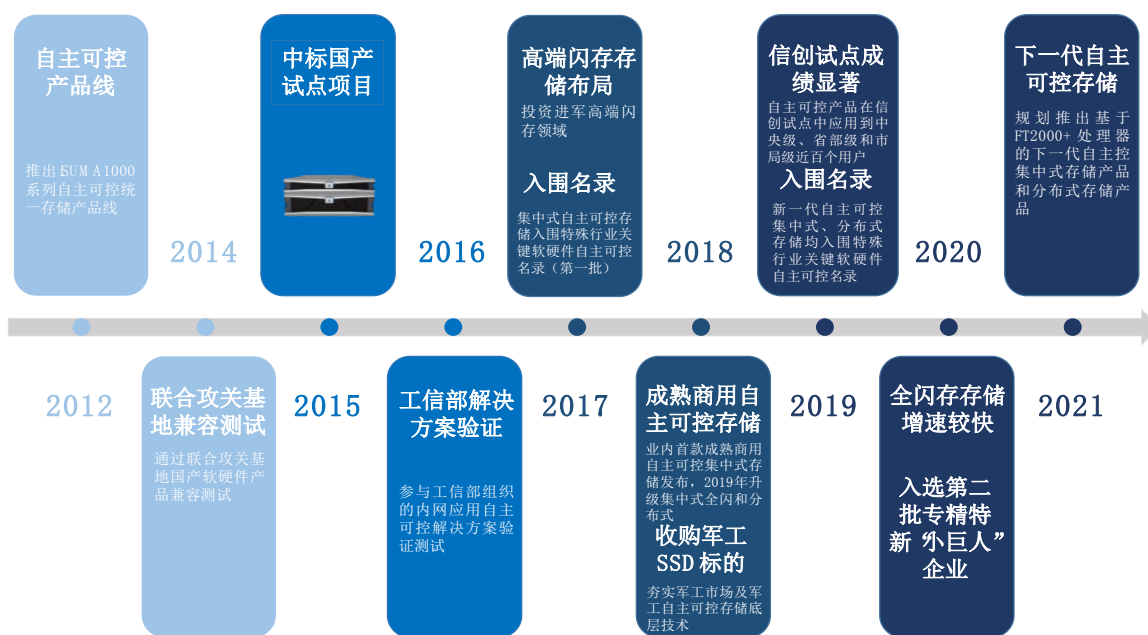 自主可控
产品线
推出ISUM A1000
系列自主可控统
一存储产品线
2014
中标国产
试点项目
2016
高端闪存存
储布局
投资进军高端闪
存领域
入围名录
集中式自主可控存
储入围特殊行业关
键软硬件自主可控
名录（第一批）
2018
信创试点成
绩显著
自主可控产品在信
创试点中应用到中
央级、省部级和市
局级近百个用户
入围名录
新一代自主可控
集中式、分布式
存储均入围特殊
行业关键软硬件
自主可控名录
2020
下一代自主
可控存储
规划推出基于
FT2000+处理器
的下一代自主控
集中式存储产品
和分布式存储产
品
2012
联合攻关基
地兼容测试
通过联合攻关基
地国产软硬件产
品兼容测试
2015
工信部解决
方案验证
参与工信部组织
的内网应用自主
可控解决方案验
证测试
2017
成熟商用自
主可控存储
业内首款成熟商用
自主可控集中式存
储发布，2019年升
级集中式全闪和分
布式
收购军工
SSD标的
夯实军工市场及军
工自主可控存储底
层技术
2019
全闪存存储
增速较快
入选第二
批专精特
新“小巨人”
企业
2021